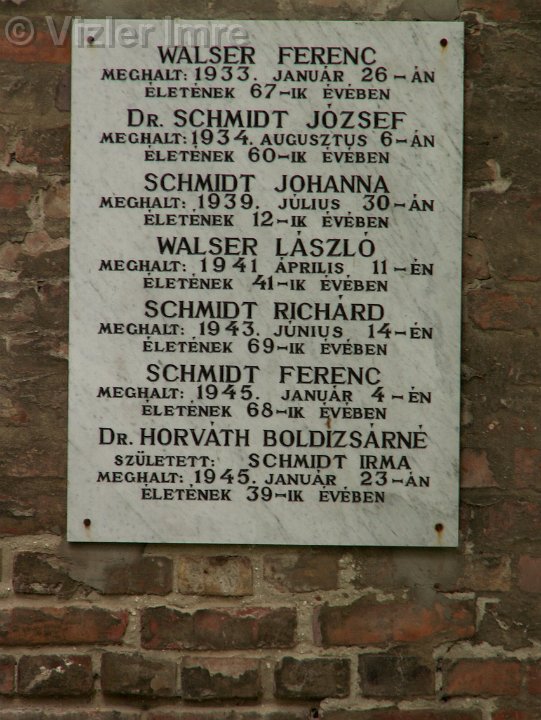 © Vizler Imre
WALSER FERENC
MEGHALT: 1933. JANUÁR 26-ÁN
ÉLETÉNEK 67-IK ÉVÉBEN
DR. SCHMIDT JÓZSEF
MEGHALT: 1934. AUGUSZTUS 6-ÁN
ÉLETÉNEK 60-IK ÉVÉBEN
SCHMIDT JOHANNA
MEGHALT: 1939. JÚLIUS 30-ÁN
ÉLETÉNEK 12-IK ÉVÉBEN
WALSER LÁSZLÓ
MEGHALT: 1941 ÁPRILIS 11-ÉN
ÉLETÉNEK 41-IK ÉVÉBEN
SCHMIDT RICHÁRD
MEGHALT: 1943. JÚNIUS 14-ÉN
ÉLETÉNEK 69-IK ÉVÉBEN
SCHMIDT FERENC
MEGHALT: 1945. JANUÁR 4-ÉN
ÉLETÉNEK 68-IK ÉVÉBEN
DR. HORVÁTH BOLDIZSÁRNÉ
SZÜLETETT: SCHMIDT IRMA
MEGHALT: 1945. JANUÁR 23-ÁN
ÉLETÉNEK 39-IK ÉVÉBEN